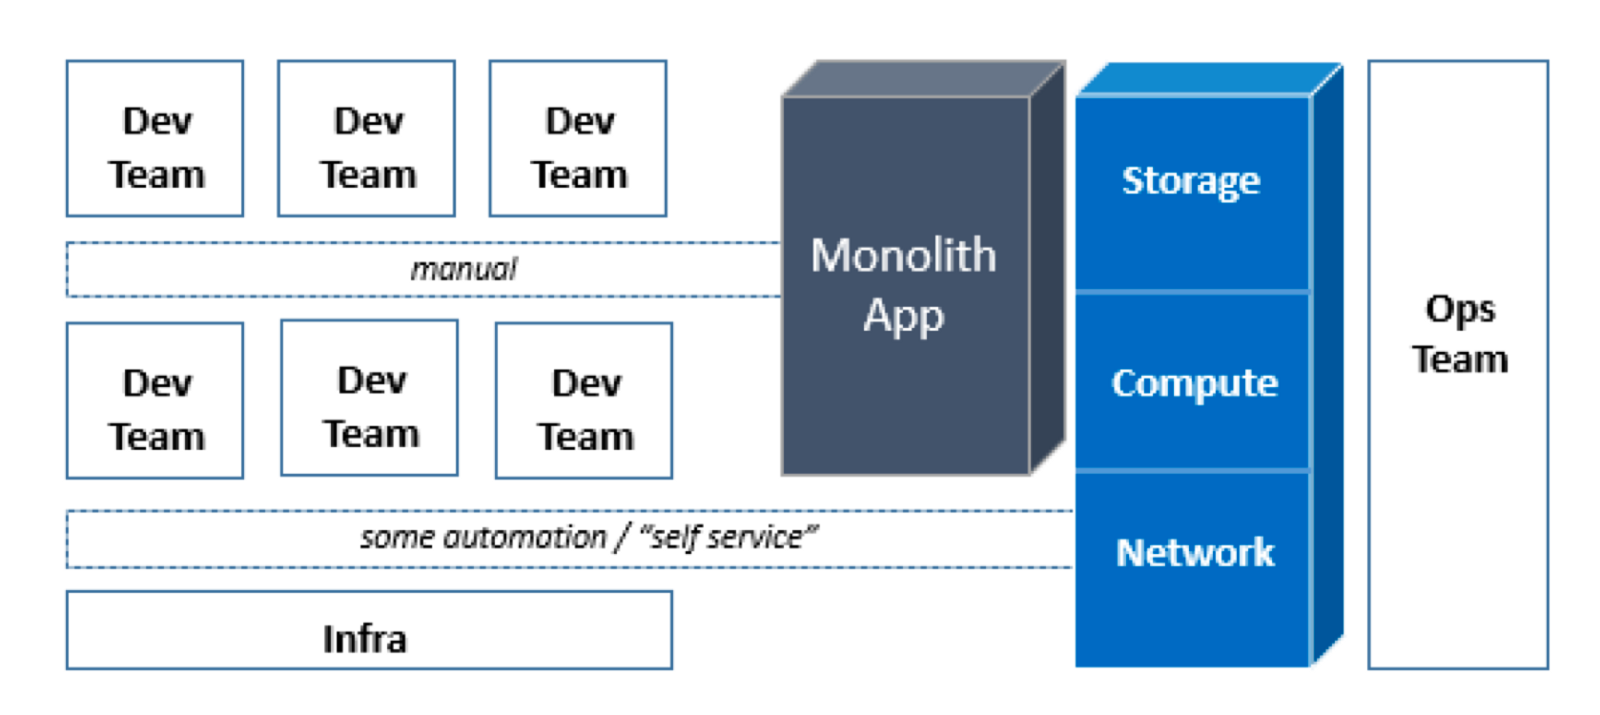 Dev
Team
Dev
Team
Dev
Team
manual
Dev
Team
Dev
Team
Dev
Team
some automation / “self service”
Infra
Monolith
App
Storage
Compute
Network
Ops
Team